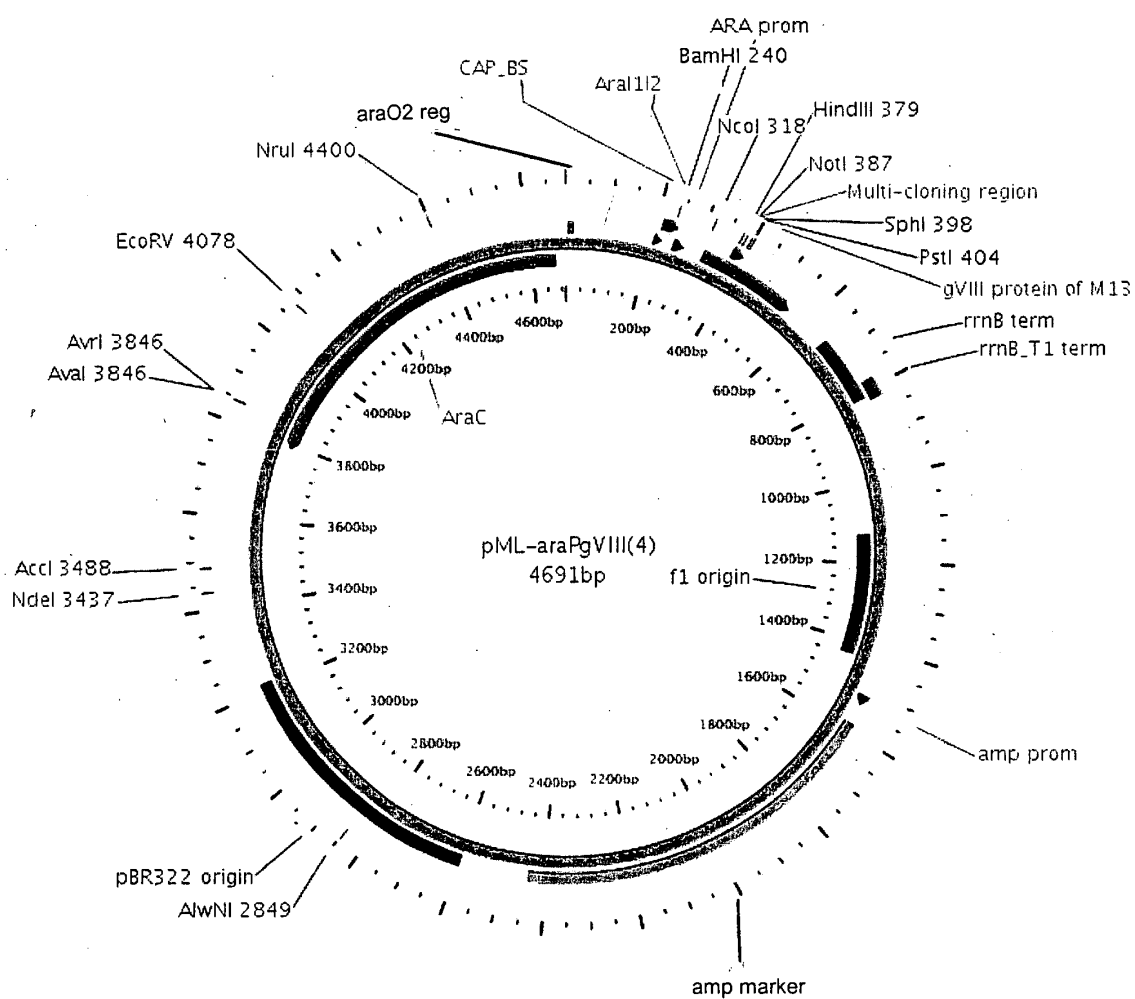 ARA prom
BamHI 240
CAP_BS
AraI1I2
araO2 reg
HindIII 379
NcoI 318
NruI 4400
NotI 387
Multi-cloning region
SphI 398
EcoRV 4078
PstI 404
gVIII protein of M13
rrnB term
rrnB_T1 term
AvrI 3846
AvaI 3846
4600bp
200bp
4400bp
400bp
4200bp
600bp
4000bp
AraC
800bp
3800bp
1000bp
3600bp
pML-araPgVIII(4)
4691bp
1200bp
f1 origin
AccI 3488
NdeI 3437
3400bp
1400bp
3200bp
1600bp
3000bp
1800bp
2800bp
2000bp
2600bp
2400bp
2200bp
amp prom
pBR322 origin
AlwNI 2849
amp marker